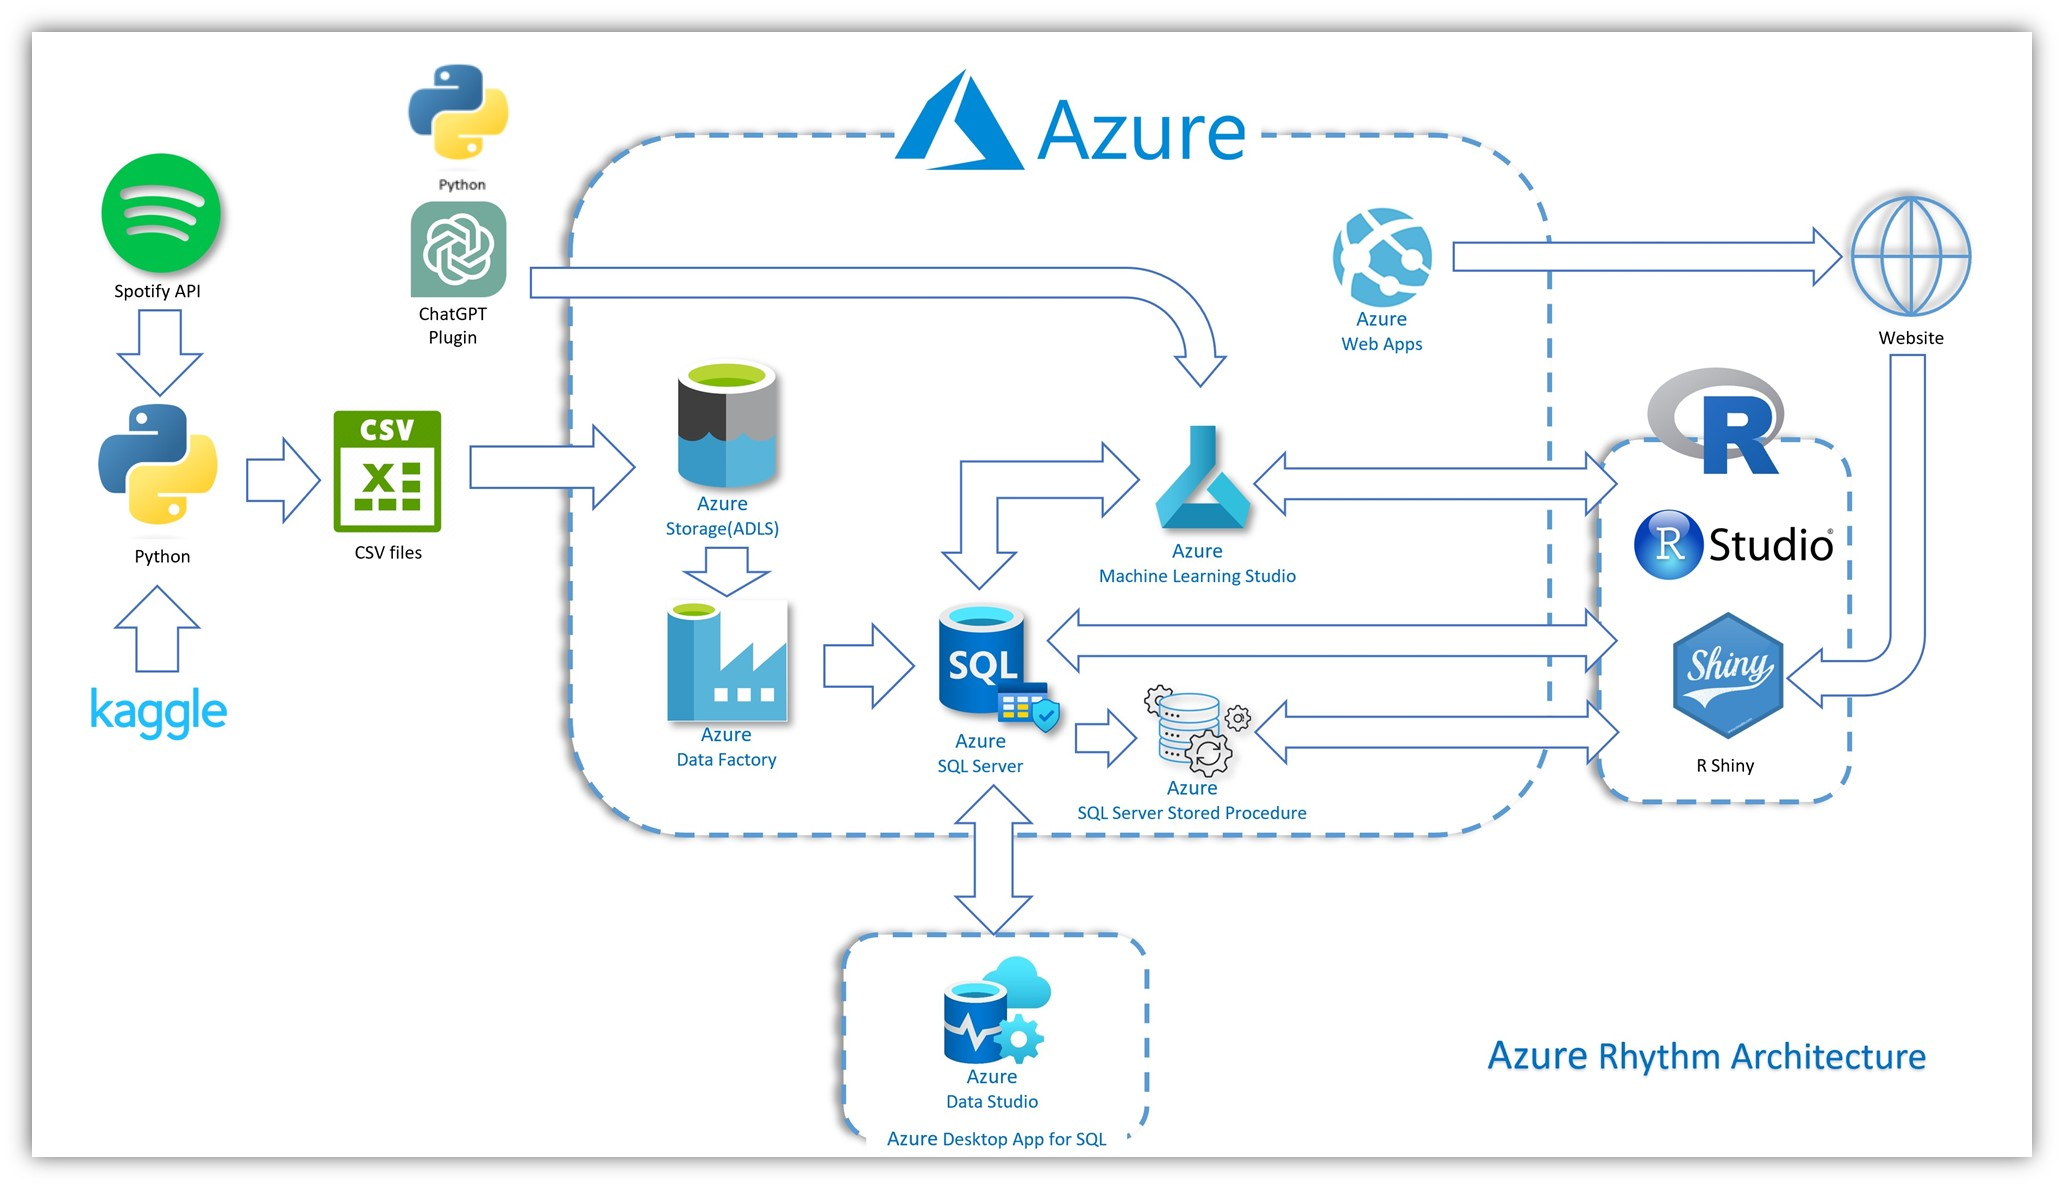 Azure
Python
Spotify API
ChatGPT
Plugin
Azure
Web Apps
Website
CSV
X
CSV files
Python
kaggle
Azure
Storage(ADLS)
Azure
Data Factory
Azure
Machine Learning Studio
SQL
Azure
SQL Server
Azure
SQL Server Stored Procedure
R
R Studio®
Shiny
R Shiny
Azure
Data Studio
Azure Desktop App for SQL
Azure Rhythm Architecture